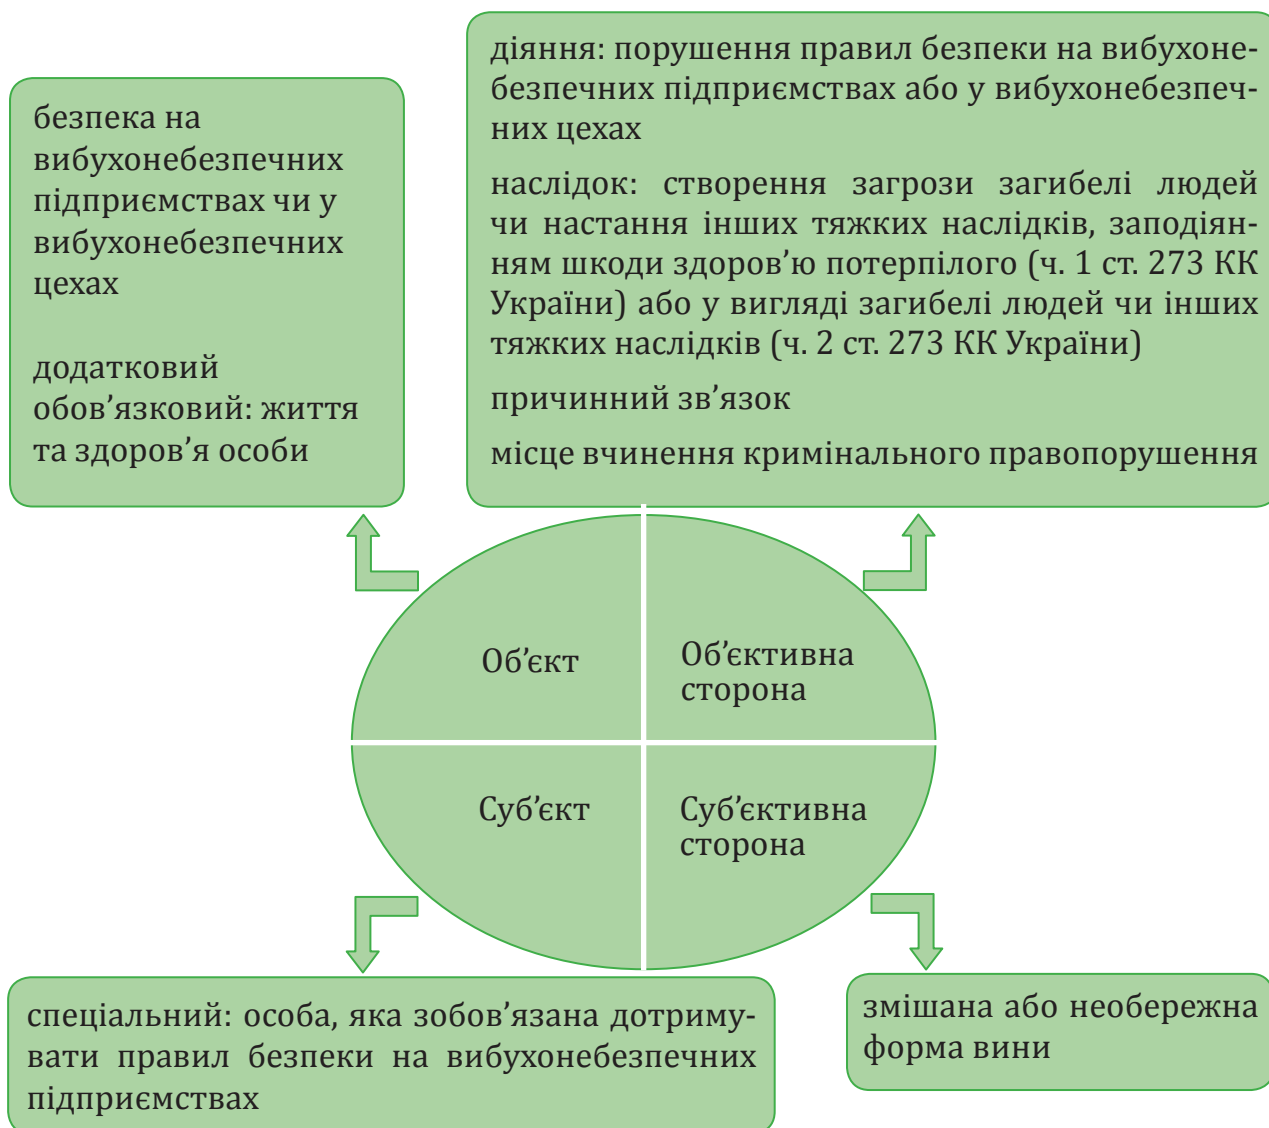 безпека на
вибухонебезпечних
підприємствах чи у
вибухонебезпечних
цехах
додатковий
обов’язковий: життя
та здоров’я особи
діяння: порушення правил безпеки на вибухоне-
безпечних підприємствах або у вибухонебезпеч-
них цехах
наслідок: створення загрози загибелі людей
чи настання інших тяжких наслідків, заподіян-
ням шкоди здоров’ю потерпілого (ч. 1 ст. 273 КК
України) або у вигляді загибелі людей чи інших
тяжких наслідків (ч. 2 ст. 273 КК України)
причинний зв’язок
місце вчинення кримінального правопорушення
Об’єкт
Об’єктивна
сторона
Суб’єкт
Суб’єктивна
сторона
спеціальний: особа, яка зобов’язана дотриму-
вати правил безпеки на вибухонебезпечних
підприємствах
змішана або необережна
форма вини